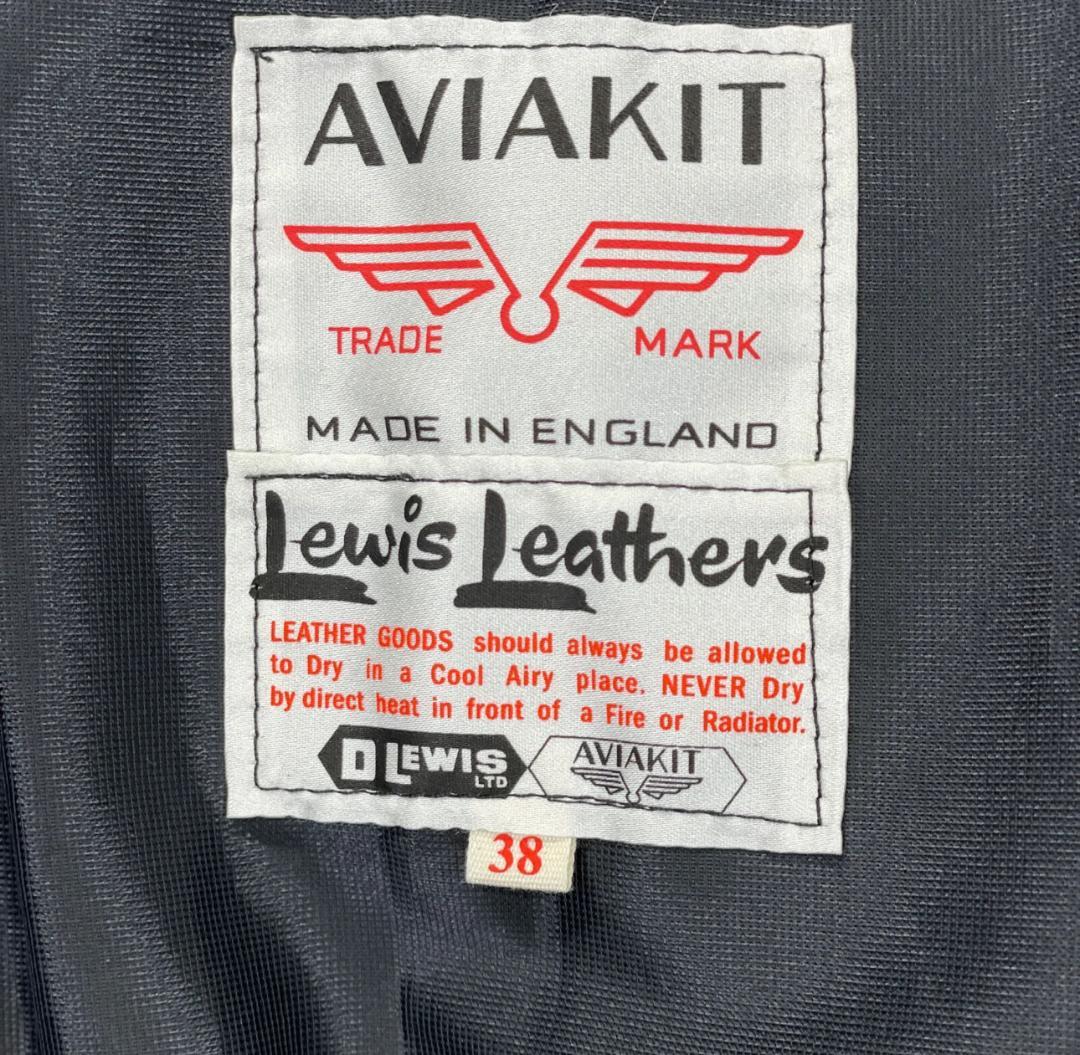 AVIAKIT
TRADE MARK
MADE IN ENGLAND
Lewis Leathers
LEATHER GOODS should always be allowed
to Dry in a Cool Airy place. NEVER Dry
by direct heat in front of a Fire or Radiator.
D LEWIS LTD AVIAKIT
38